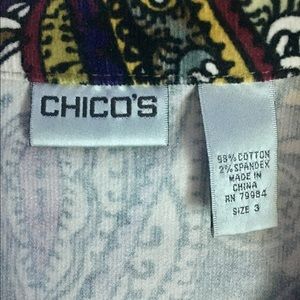 CHICO'S
98% COTTON
2% SPANDEX
MADE IN
CHINA
RN 79984
SIZE 3